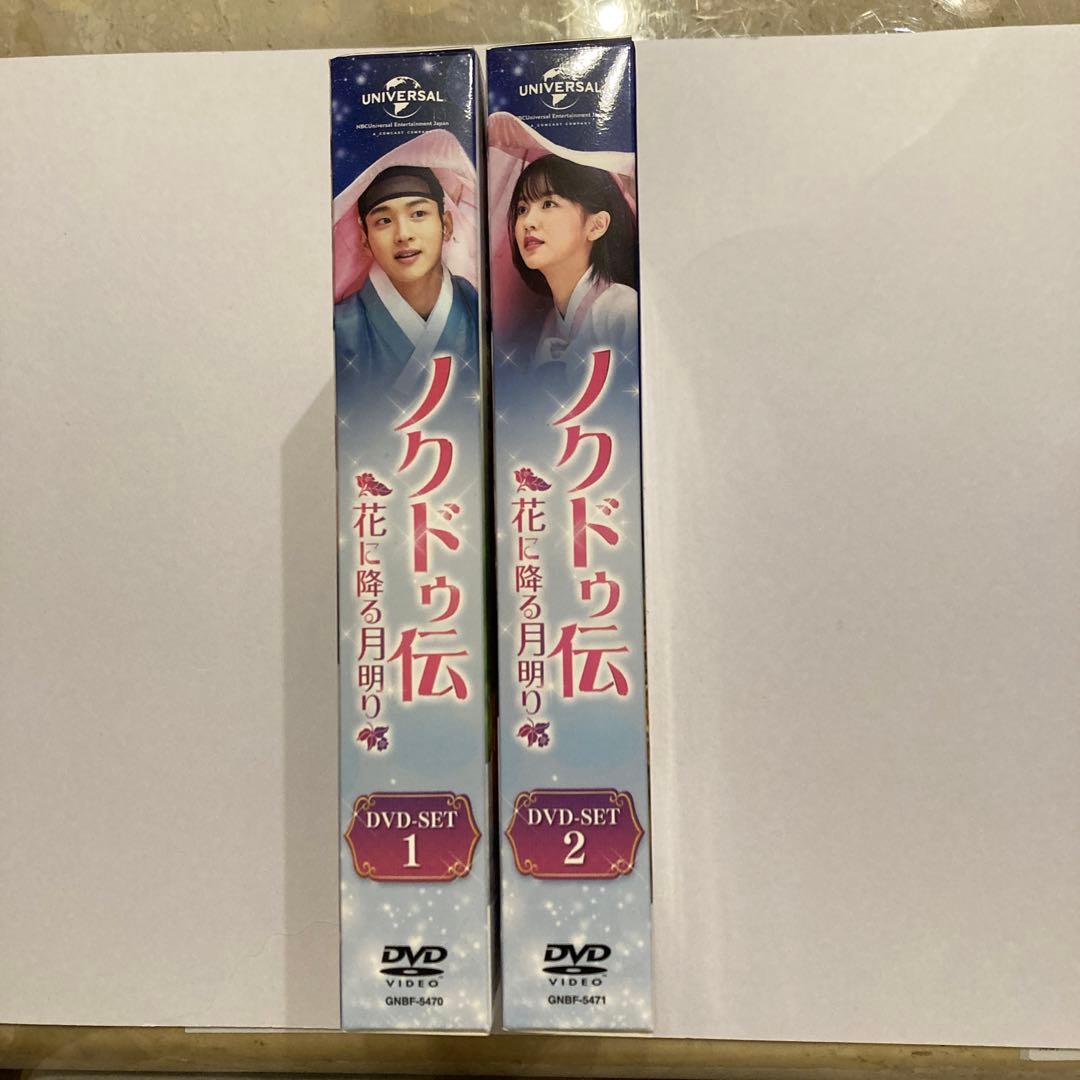 UNIVERSAL
NBCUniversal Entertainment Japan
A COMCAST COMPANY
ノクドゥ伝
花に降る月明り
DVD-SET
1
DVD
VIDEO™
GNBF-5470
UNIVERSAL
NBCUniversal Entertainment Japan
A COMCAST COMPANY
ノクドゥ伝
花に降る月明り
DVD-SET
2
DVD
VIDEO™
GNBF-5471